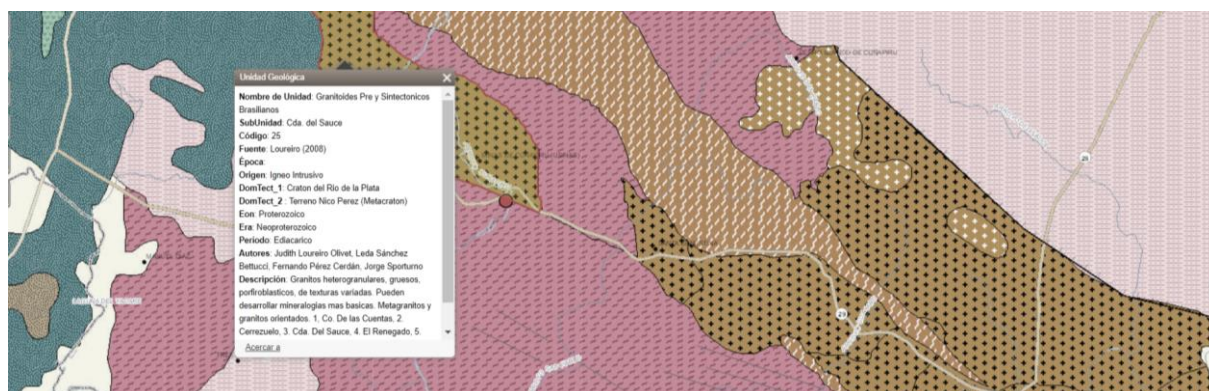 Unidad Geológica
Nombre de Unidad: Granitoides Pre y Sintectonicos
Brasilianos
SubUnidad: Cda. del Sauce
Código: 25
Fuente: Loureiro (2008)
Época:
Origen: Igneo Intrusivo
DomTect_1: Craton del Rio de la Plata
DomTect_2 : Terreno Nico Perez (Metacraton)
Eon: Proterozoico
Era: Neoproterozoico
Periodo: Ediacarico
Autores: Judith Loureiro Olivet, Leda Sánchez
Bettucci, Fernando Pérez Cerdán, Jorge Sporturno
Descripción: Granitos heterogranulares, gruesos,
porfiroblasticos, de texturas variadas. Pueden
desarrollar mineralogias mas basicas. Metagranitos y
granitos orientados. 1, Co. De las Cuentas, 2.
Cerrezuelo, 3. Cda. Del Sauce, 4. El Renegado, 5.
Acercar a
DE CUÑAPIRU
29